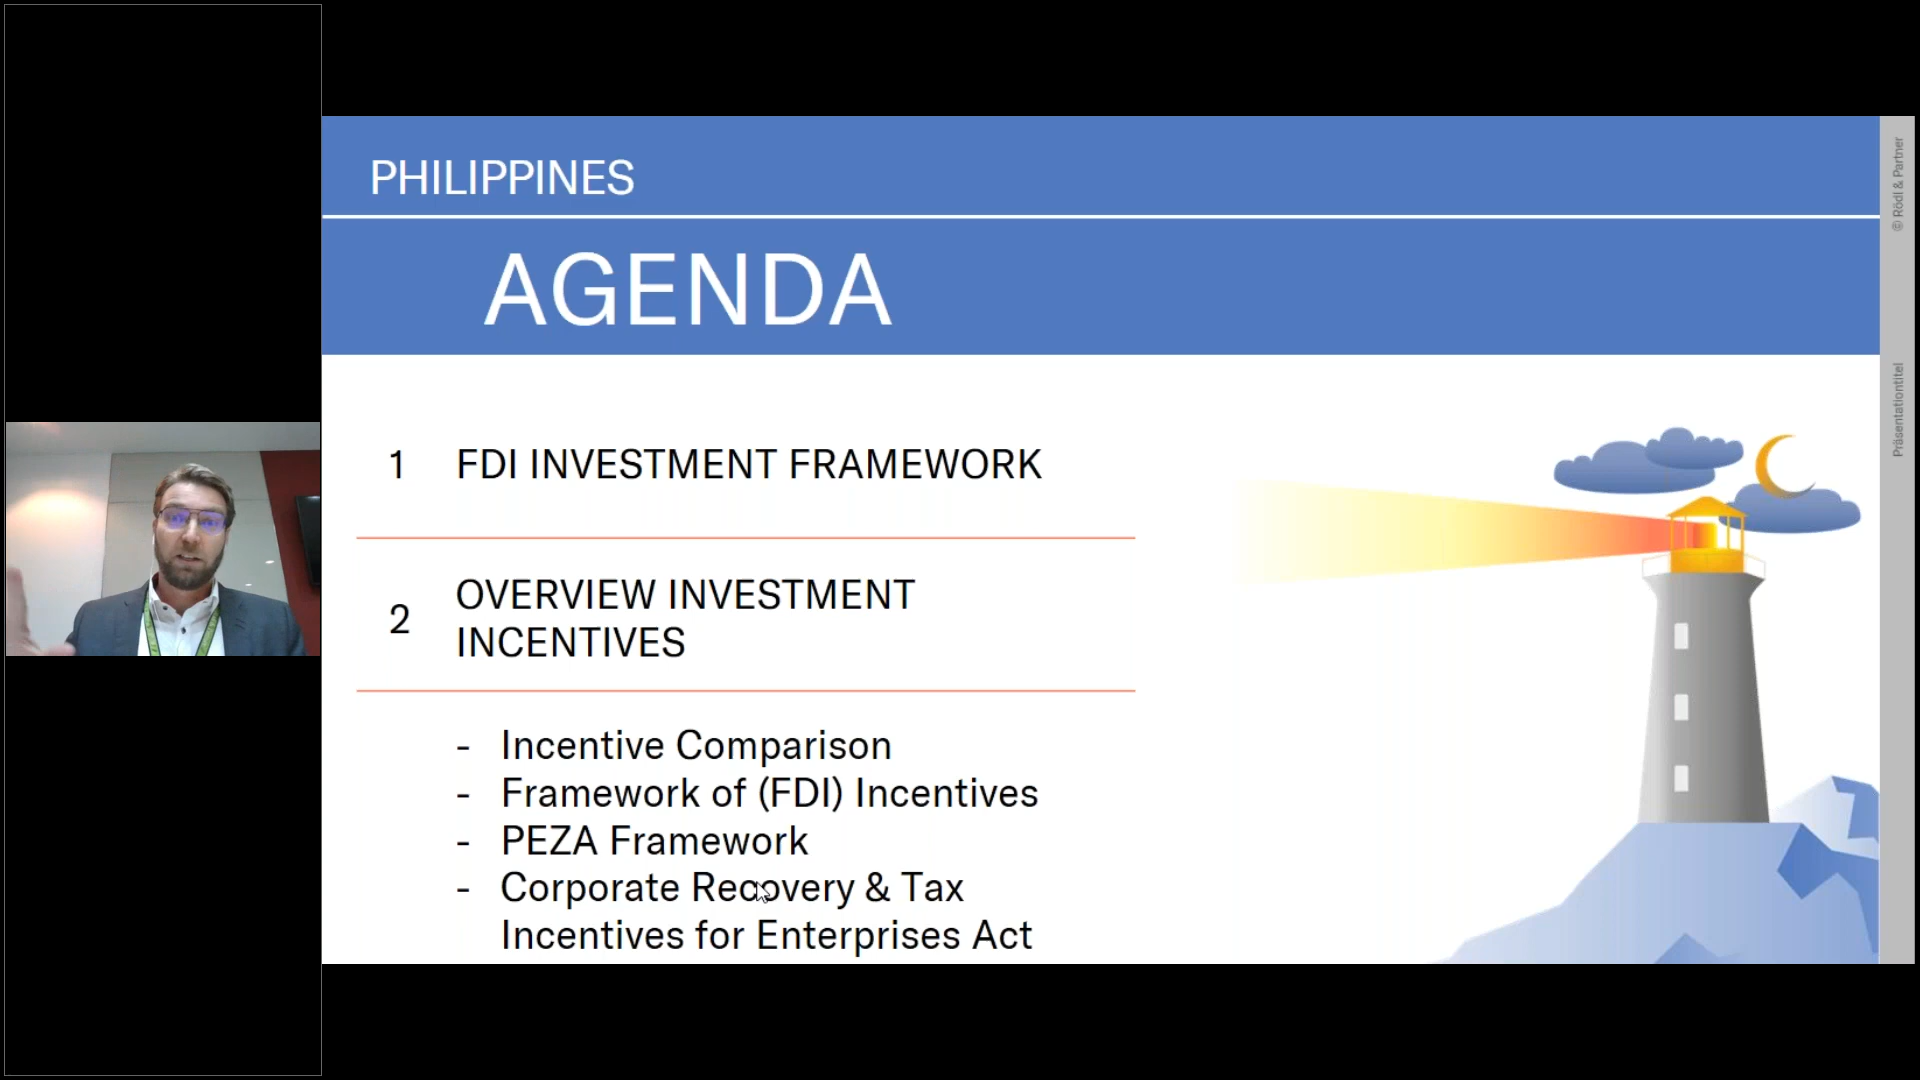 PHILIPPINES
AGENDA
1 FDI INVESTMENT FRAMEWORK
2 OVERVIEW INVESTMENT
INCENTIVES
- Incentive Comparison
- Framework of (FDI) Incentives
- PEZA Framework
- Corporate Recovery & Tax
Incentives for Enterprises Act
© Rödl & Partner
Präsentationtitel